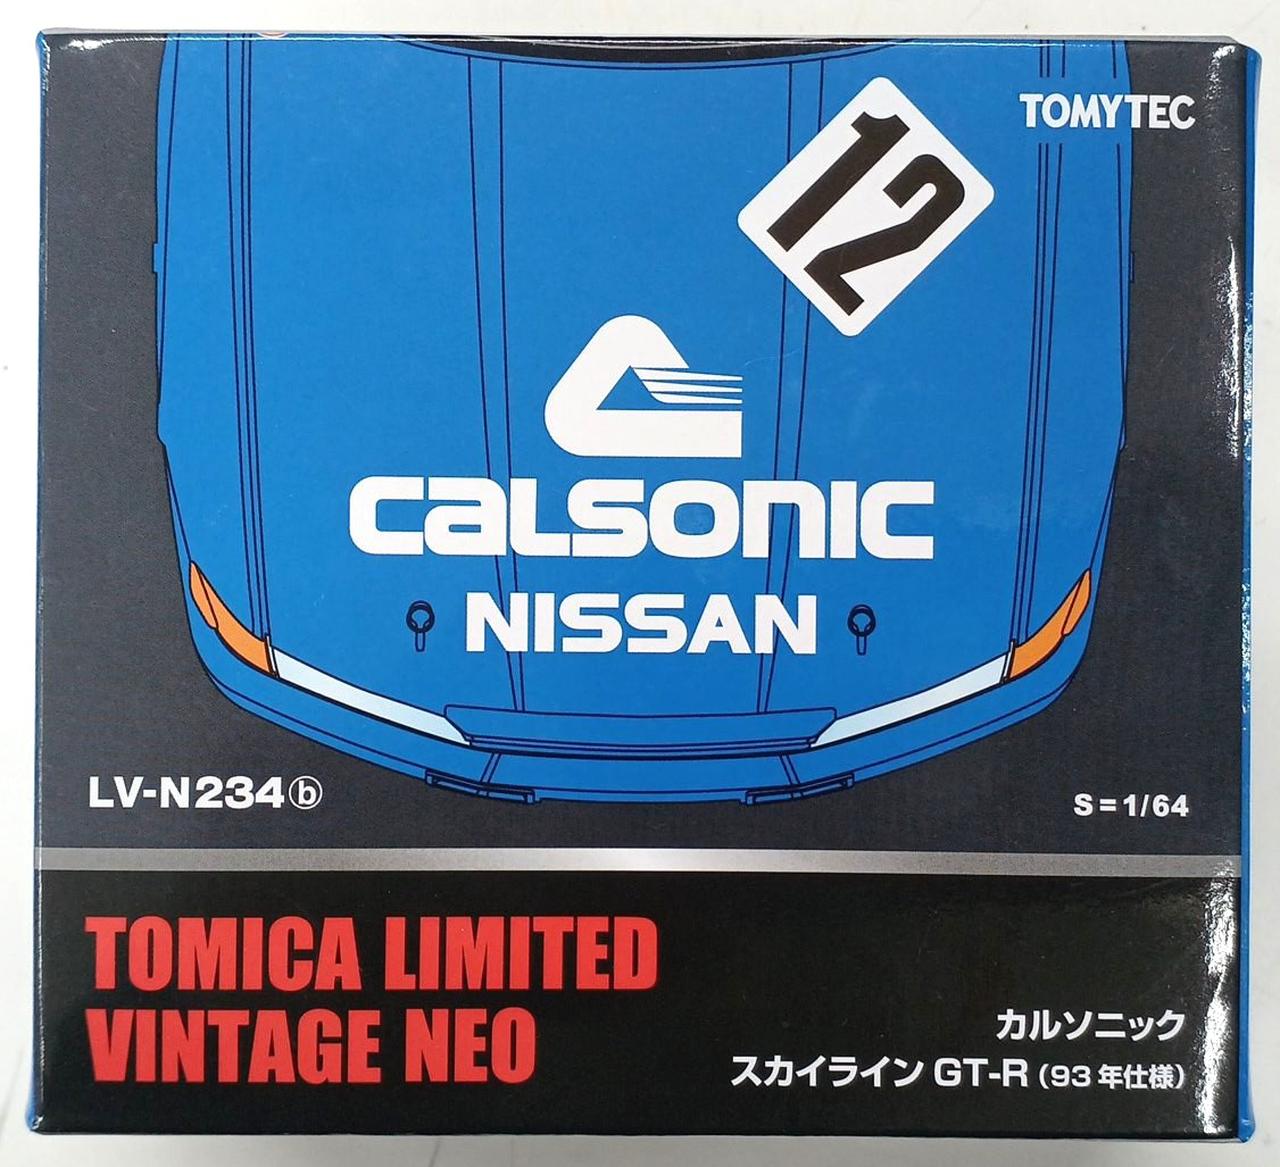 TOMYTEC
12
CALSONIC
NISSAN
LV-N234ⓑ
S=1/64
TOMICA LIMITED
VINTAGE NEO
カルソニック
スカイライン GT-R (93年仕様)